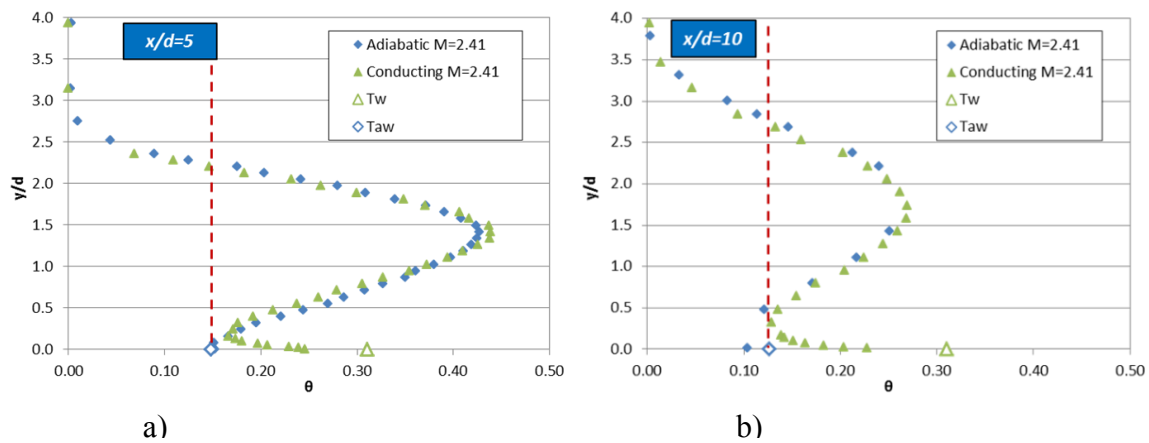 x/d=5
Adiabatic M=2.41
Conducting M=2.41
Tw
Taw
4.0
3.5
3.0
2.5
2.0
1.5
1.0
0.5
0.0
y/d
0.00 0.10 0.20 0.30 0.40 0.50
θ
a)
x/d=10
Adiabatic M=2.41
Conducting M=2.41
Tw
Taw
4.0
3.5
3.0
2.5
2.0
1.5
1.0
0.5
0.0
y/d
0.00 0.10 0.20 0.30 0.40 0.50
θ
b)